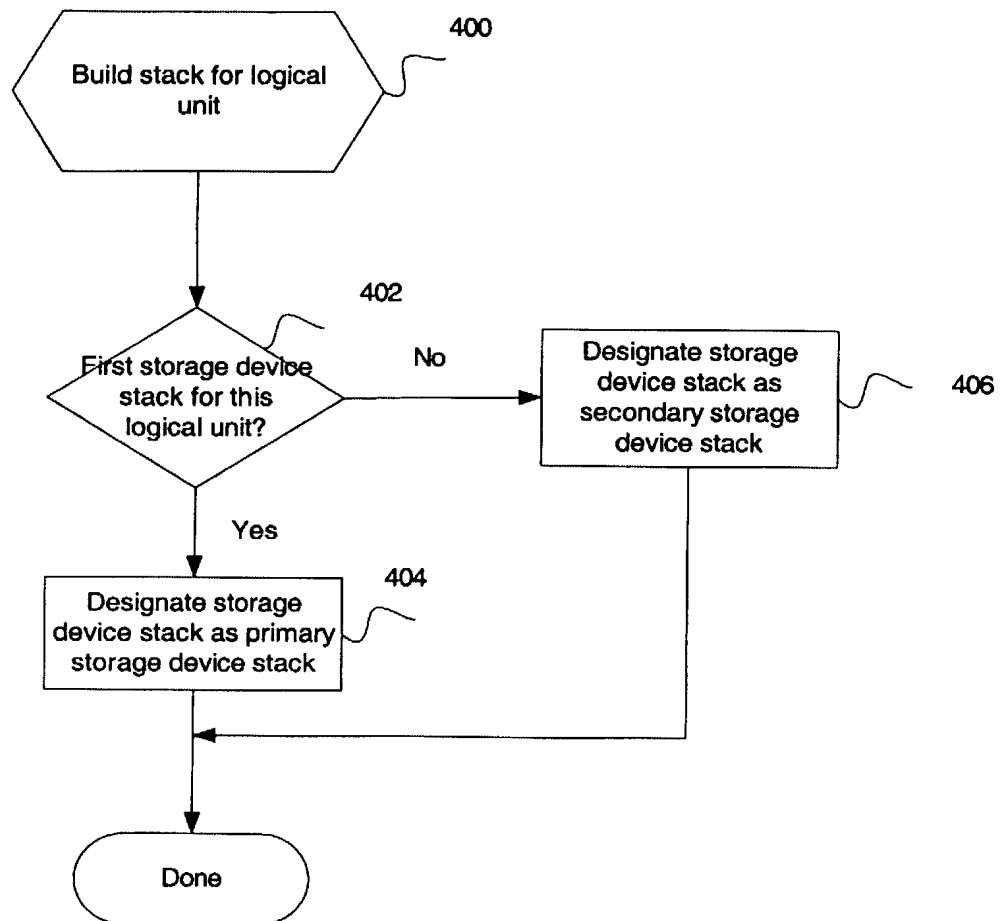 400
Build stack for logical
unit
402
First storage device
stack for this
logical unit?
No
Designate storage
device stack as
secondary storage
device stack
406
Yes
404
Designate storage
device stack as primary
storage device stack
Done